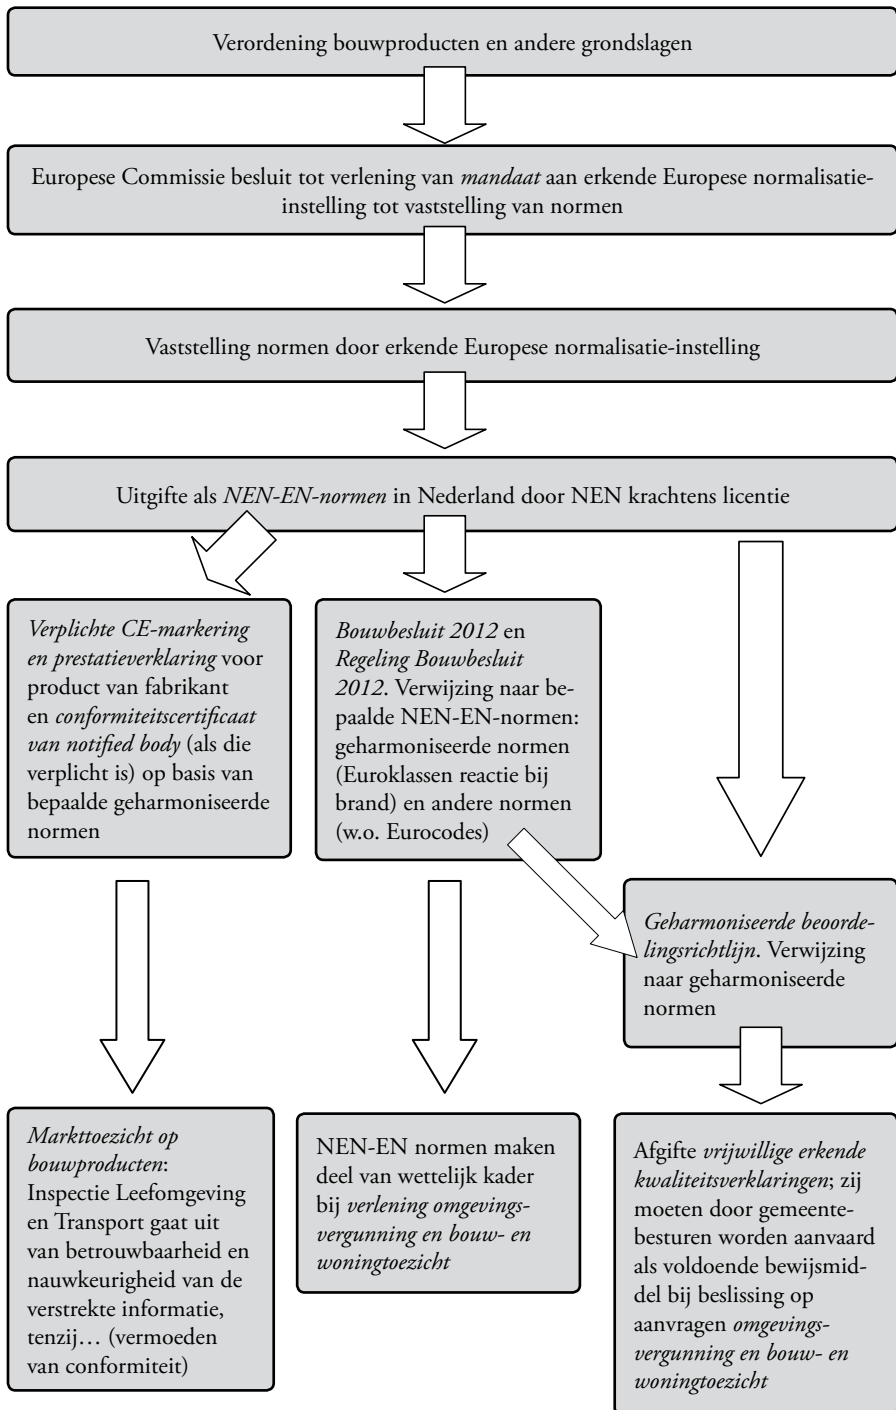 Verordening bouwproducten en andere grondslagen
Europese Commissie besluit tot verlening van mandaat aan erkende Europese normalisatie-
instelling tot vaststelling van normen
Vaststelling normen door erkende Europese normalisatie-instelling
Uitgifte als NEN-EN-normen in Nederland door NEN krachtens licentie
Verplichte CE-markering
en prestatieverklaring voor
product van fabrikant
en conformiteitscertificaat
van notified body (als die
verplicht is) op basis van
bepaalde geharmoniseerde
normen
Bouwbesluit 2012 en
Regeling Bouwbesluit
2012. Verwijzing naar be-
paalde NEN-EN-normen:
geharmoniseerde normen
(Euroklassen reactie bij
brand) en andere normen
(w.o. Eurocodes)
Geharmoniseerde beoorde-
lingsrichtlijn. Verwijzing
naar geharmoniseerde
normen
Markttoezicht op
bouwproducten:
Inspectie Leefomgeving
en Transport gaat uit
van betrouwbaarheid en
nauwkeurigheid van de
verstrekte informatie,
tenzij… (vermoeden
van conformiteit)
NEN-EN normen maken
deel van wettelijk kader
bij verlening omgevings-
vergunning en bouw- en
woningtoezicht
Afgifte vrijwillige erkende
kwaliteitsverklaringen; zij
moeten door gemeente-
besturen worden aanvaard
als voldoende bewijsmid-
del bij beslissing op
aanvragen omgevings-
vergunning en bouw- en
woningtoezicht